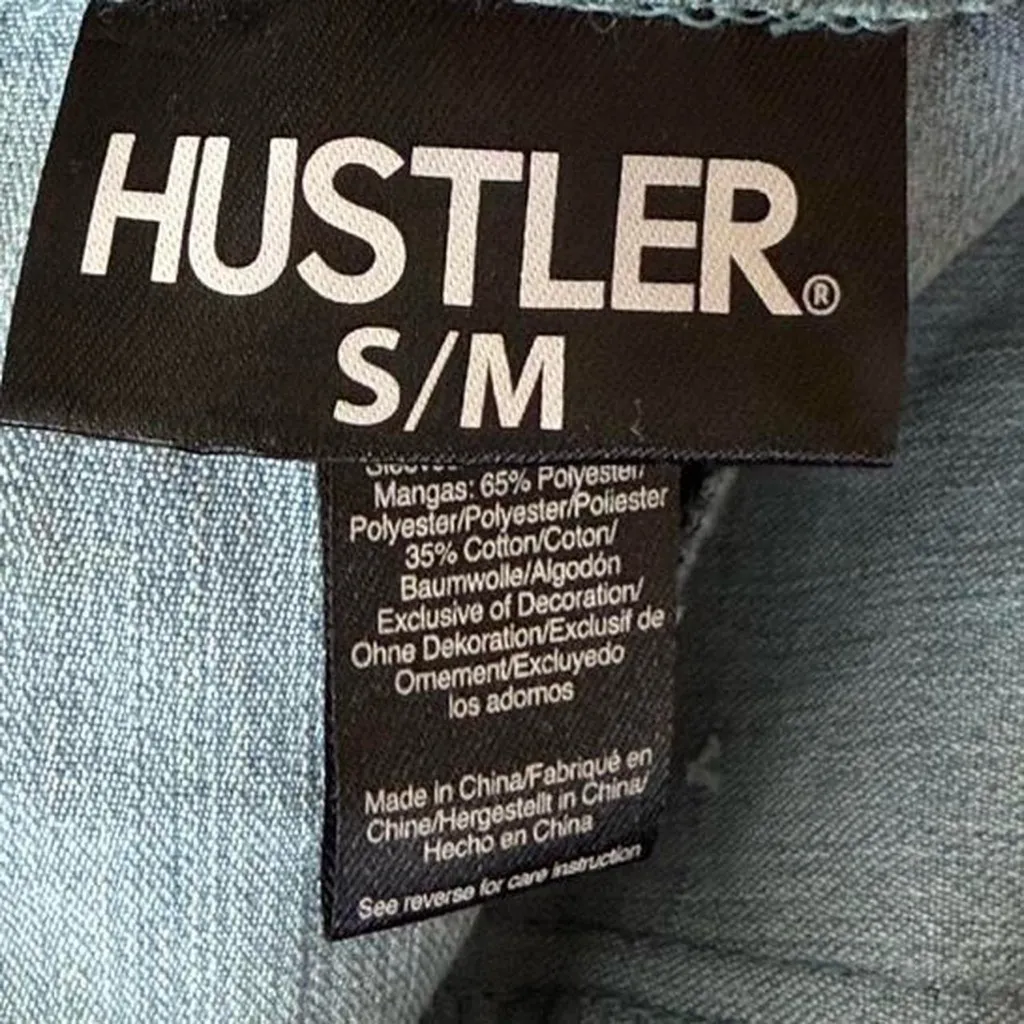 HUSTLER®
S/M
Mangas: 65% Polyester/
Polyester/Polyester/Poliester
35% Cotton/Coton/
Baumwolle/Algodón
Exclusive of Decoration/
Ohne Dekoration/Exclusif de
Ornement/Excluyedo
los adornos
Made in China/Fabriqué en
Chine/Hergestellt in China/
Hecho en China
See reverse for care instruction